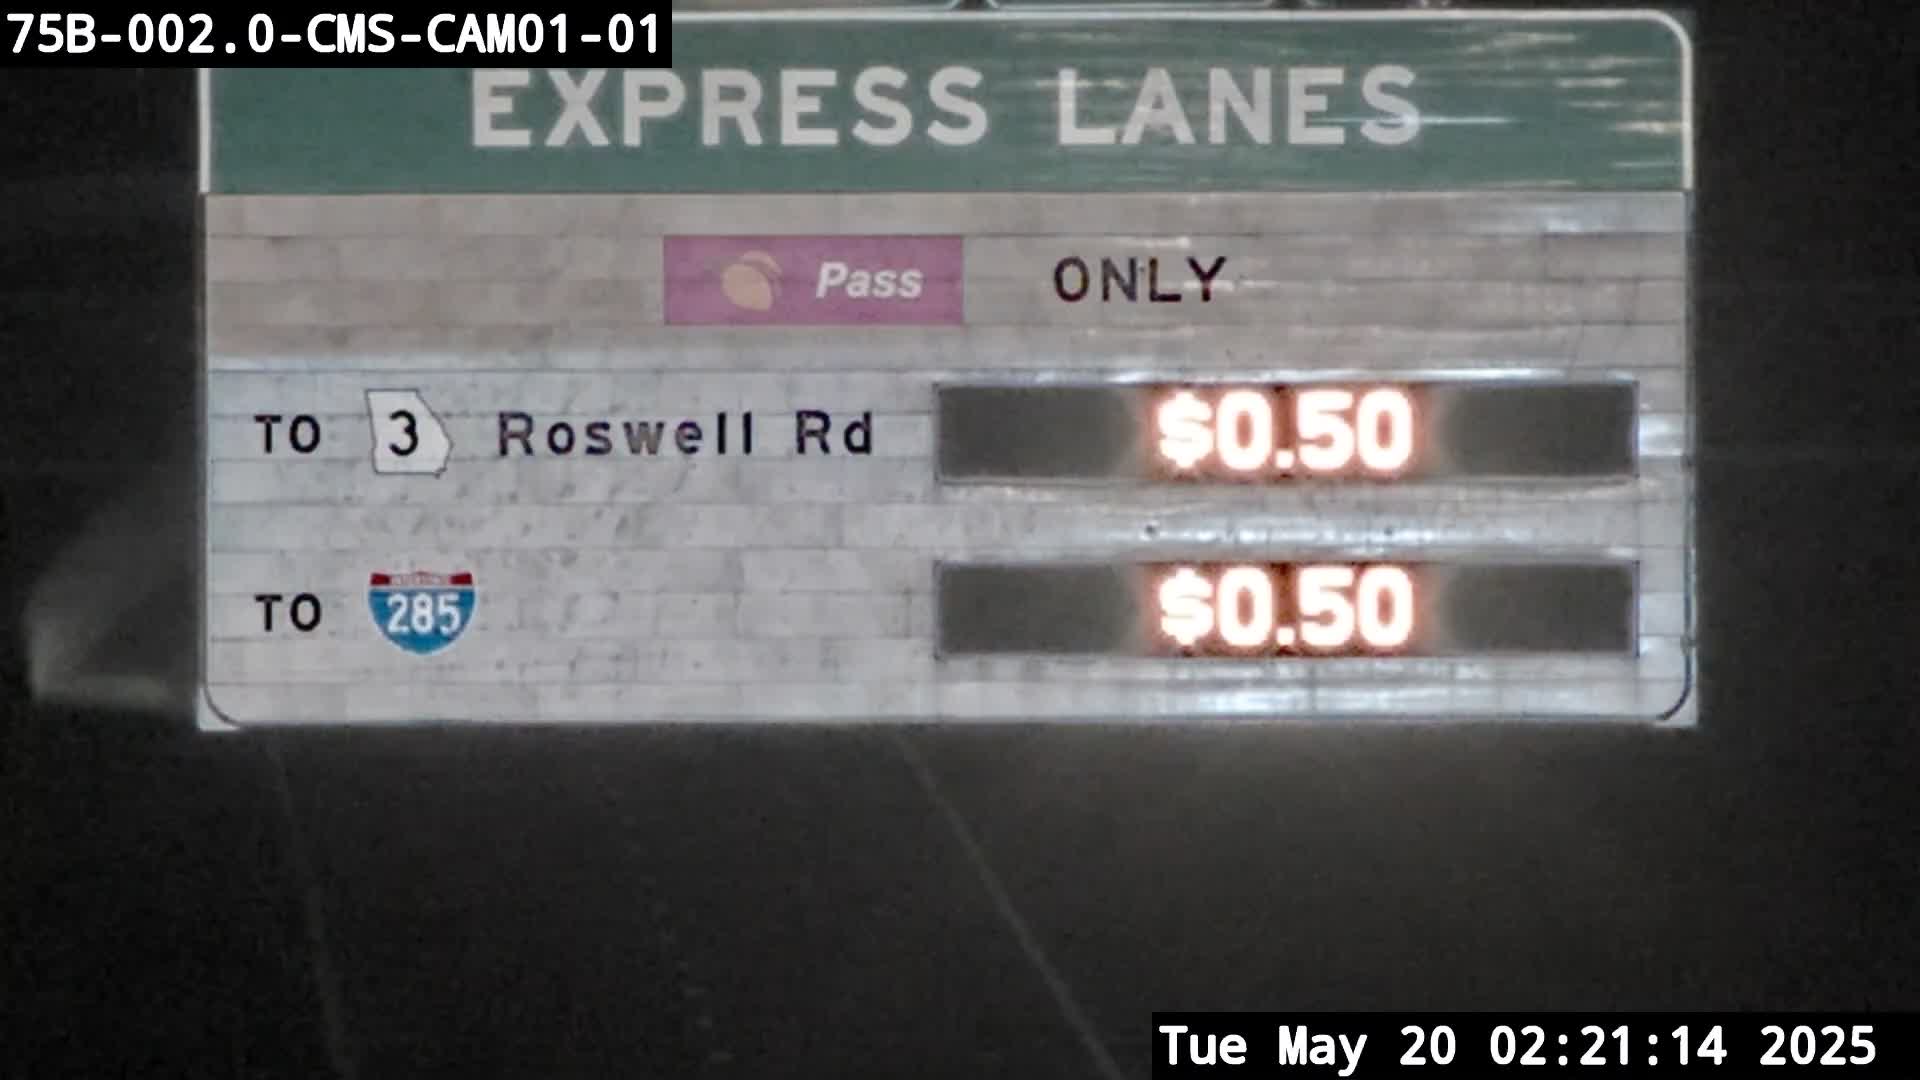 75B-002.0-CMS-CAM01-01
EXPRESS LANES
Pass ONLY
TO 3 Roswell Rd $0.50
TO INTERSTATE 285 $0.50
Tue May 20 02:21:14 2025